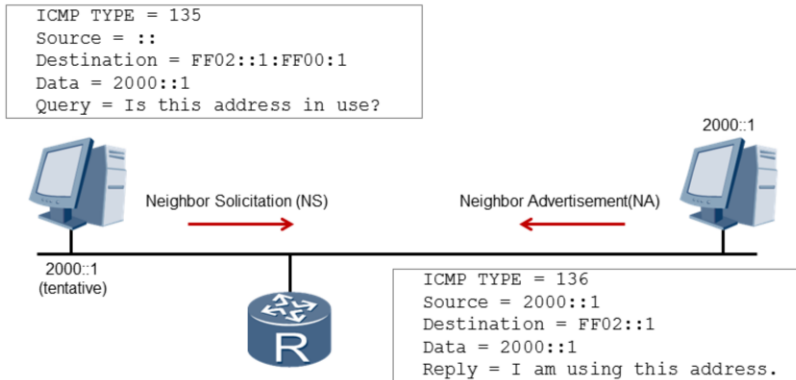 ICMP TYPE = 135
Source = ::
Destination = FF02::1:FF00:1
Data = 2000::1
Query = Is this address in use?
2000::1
Neighbor Solicitation (NS)
Neighbor Advertisement(NA)
2000::1
(tentative)
R
ICMP TYPE = 136
Source = 2000::1
Destination = FF02::1
Data = 2000::1
Reply = I am using this address.